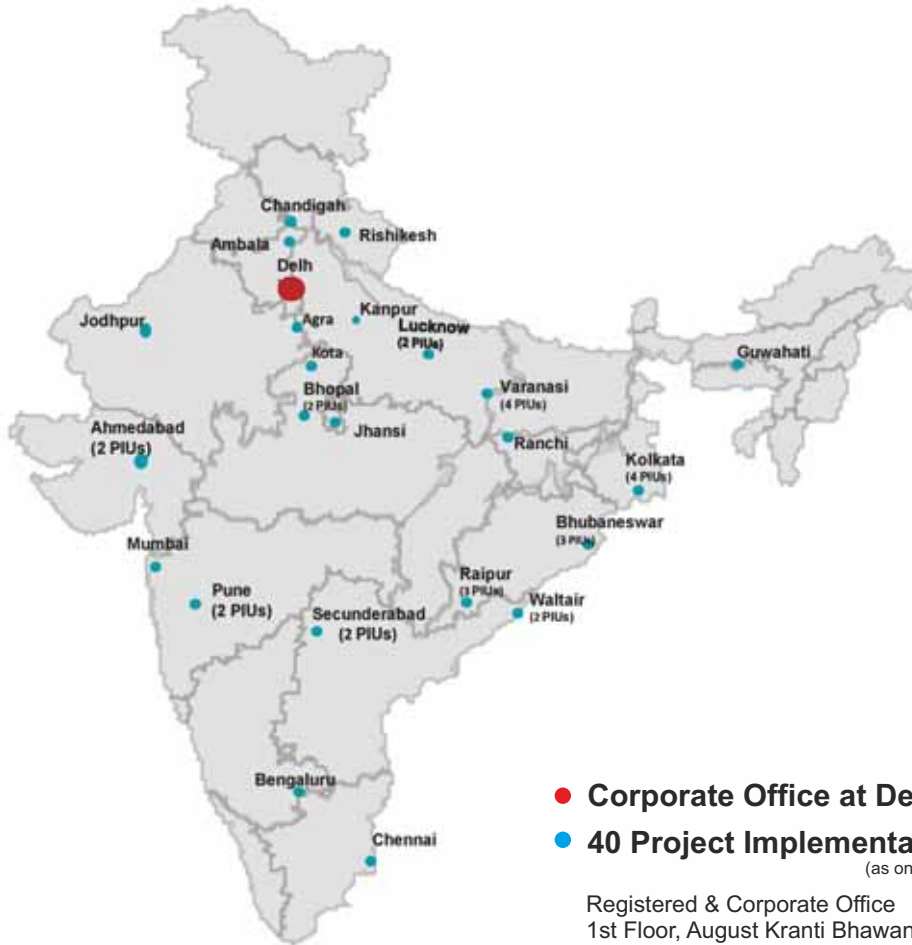 Chandigah
Rishikesh
Ambala
Delh
Kanpur
Jodhpur
Agra
Lucknow
(2 PIUs)
Kota
Guwahati
Bhopal
(2 PIUs)
Varanasi
(4 PIUs)
Ahmedabad
(2 PIUs)
Jhansi
Ranchi
Kolkata
(4 PIUs)
Bhubaneswar
(3 PIUs)
Mumbai
Raipur
(3 PIUs)
Pune
(2 PIUs)
Waltair
(2 PIUs)
Secunderabad
(2 PIUs)
Bengaluru
Chennai
Corporate Office at De
40 Project Implementa
(as on
Registered & Corporate Office
1st Floor, August Kranti Bhawan